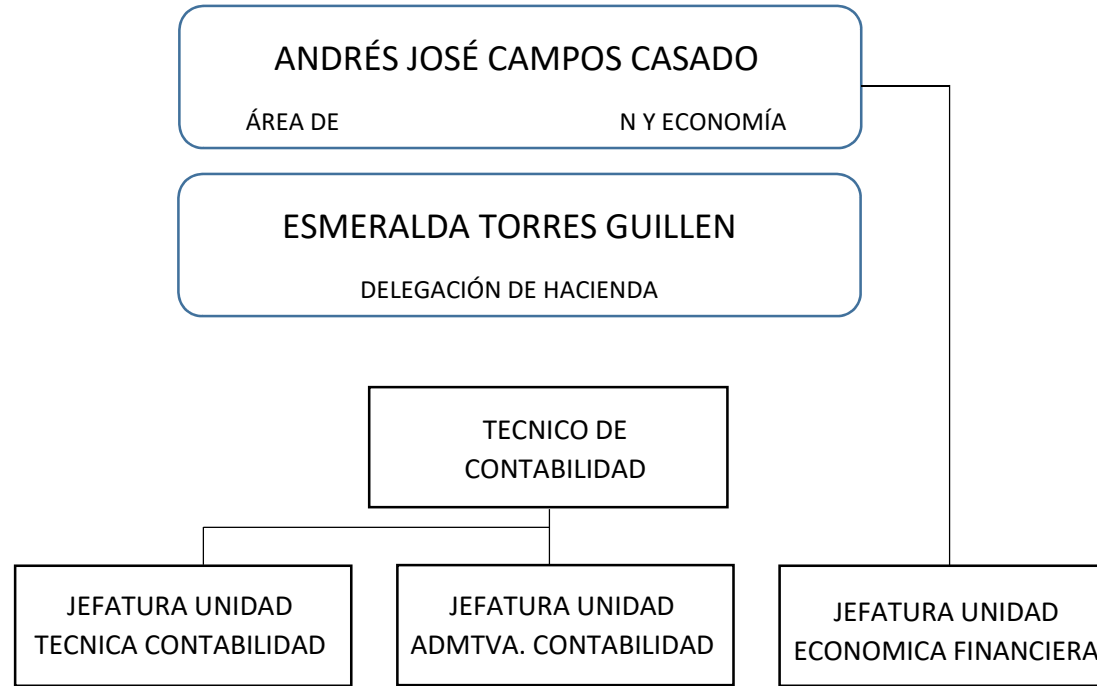 ANDRÉS JOSÉ CAMPOS CASADO
ÁREA DE N Y ECONOMÍA
ESMERALDA TORRES GUILLEN
DELEGACIÓN DE HACIENDA
TECNICO DE
CONTABILIDAD
JEFATURA UNIDAD
TECNICA CONTABILIDAD
JEFATURA UNIDAD
ADMTVA. CONTABILIDAD
JEFATURA UNIDAD
ECONOMICA FINANCIERA